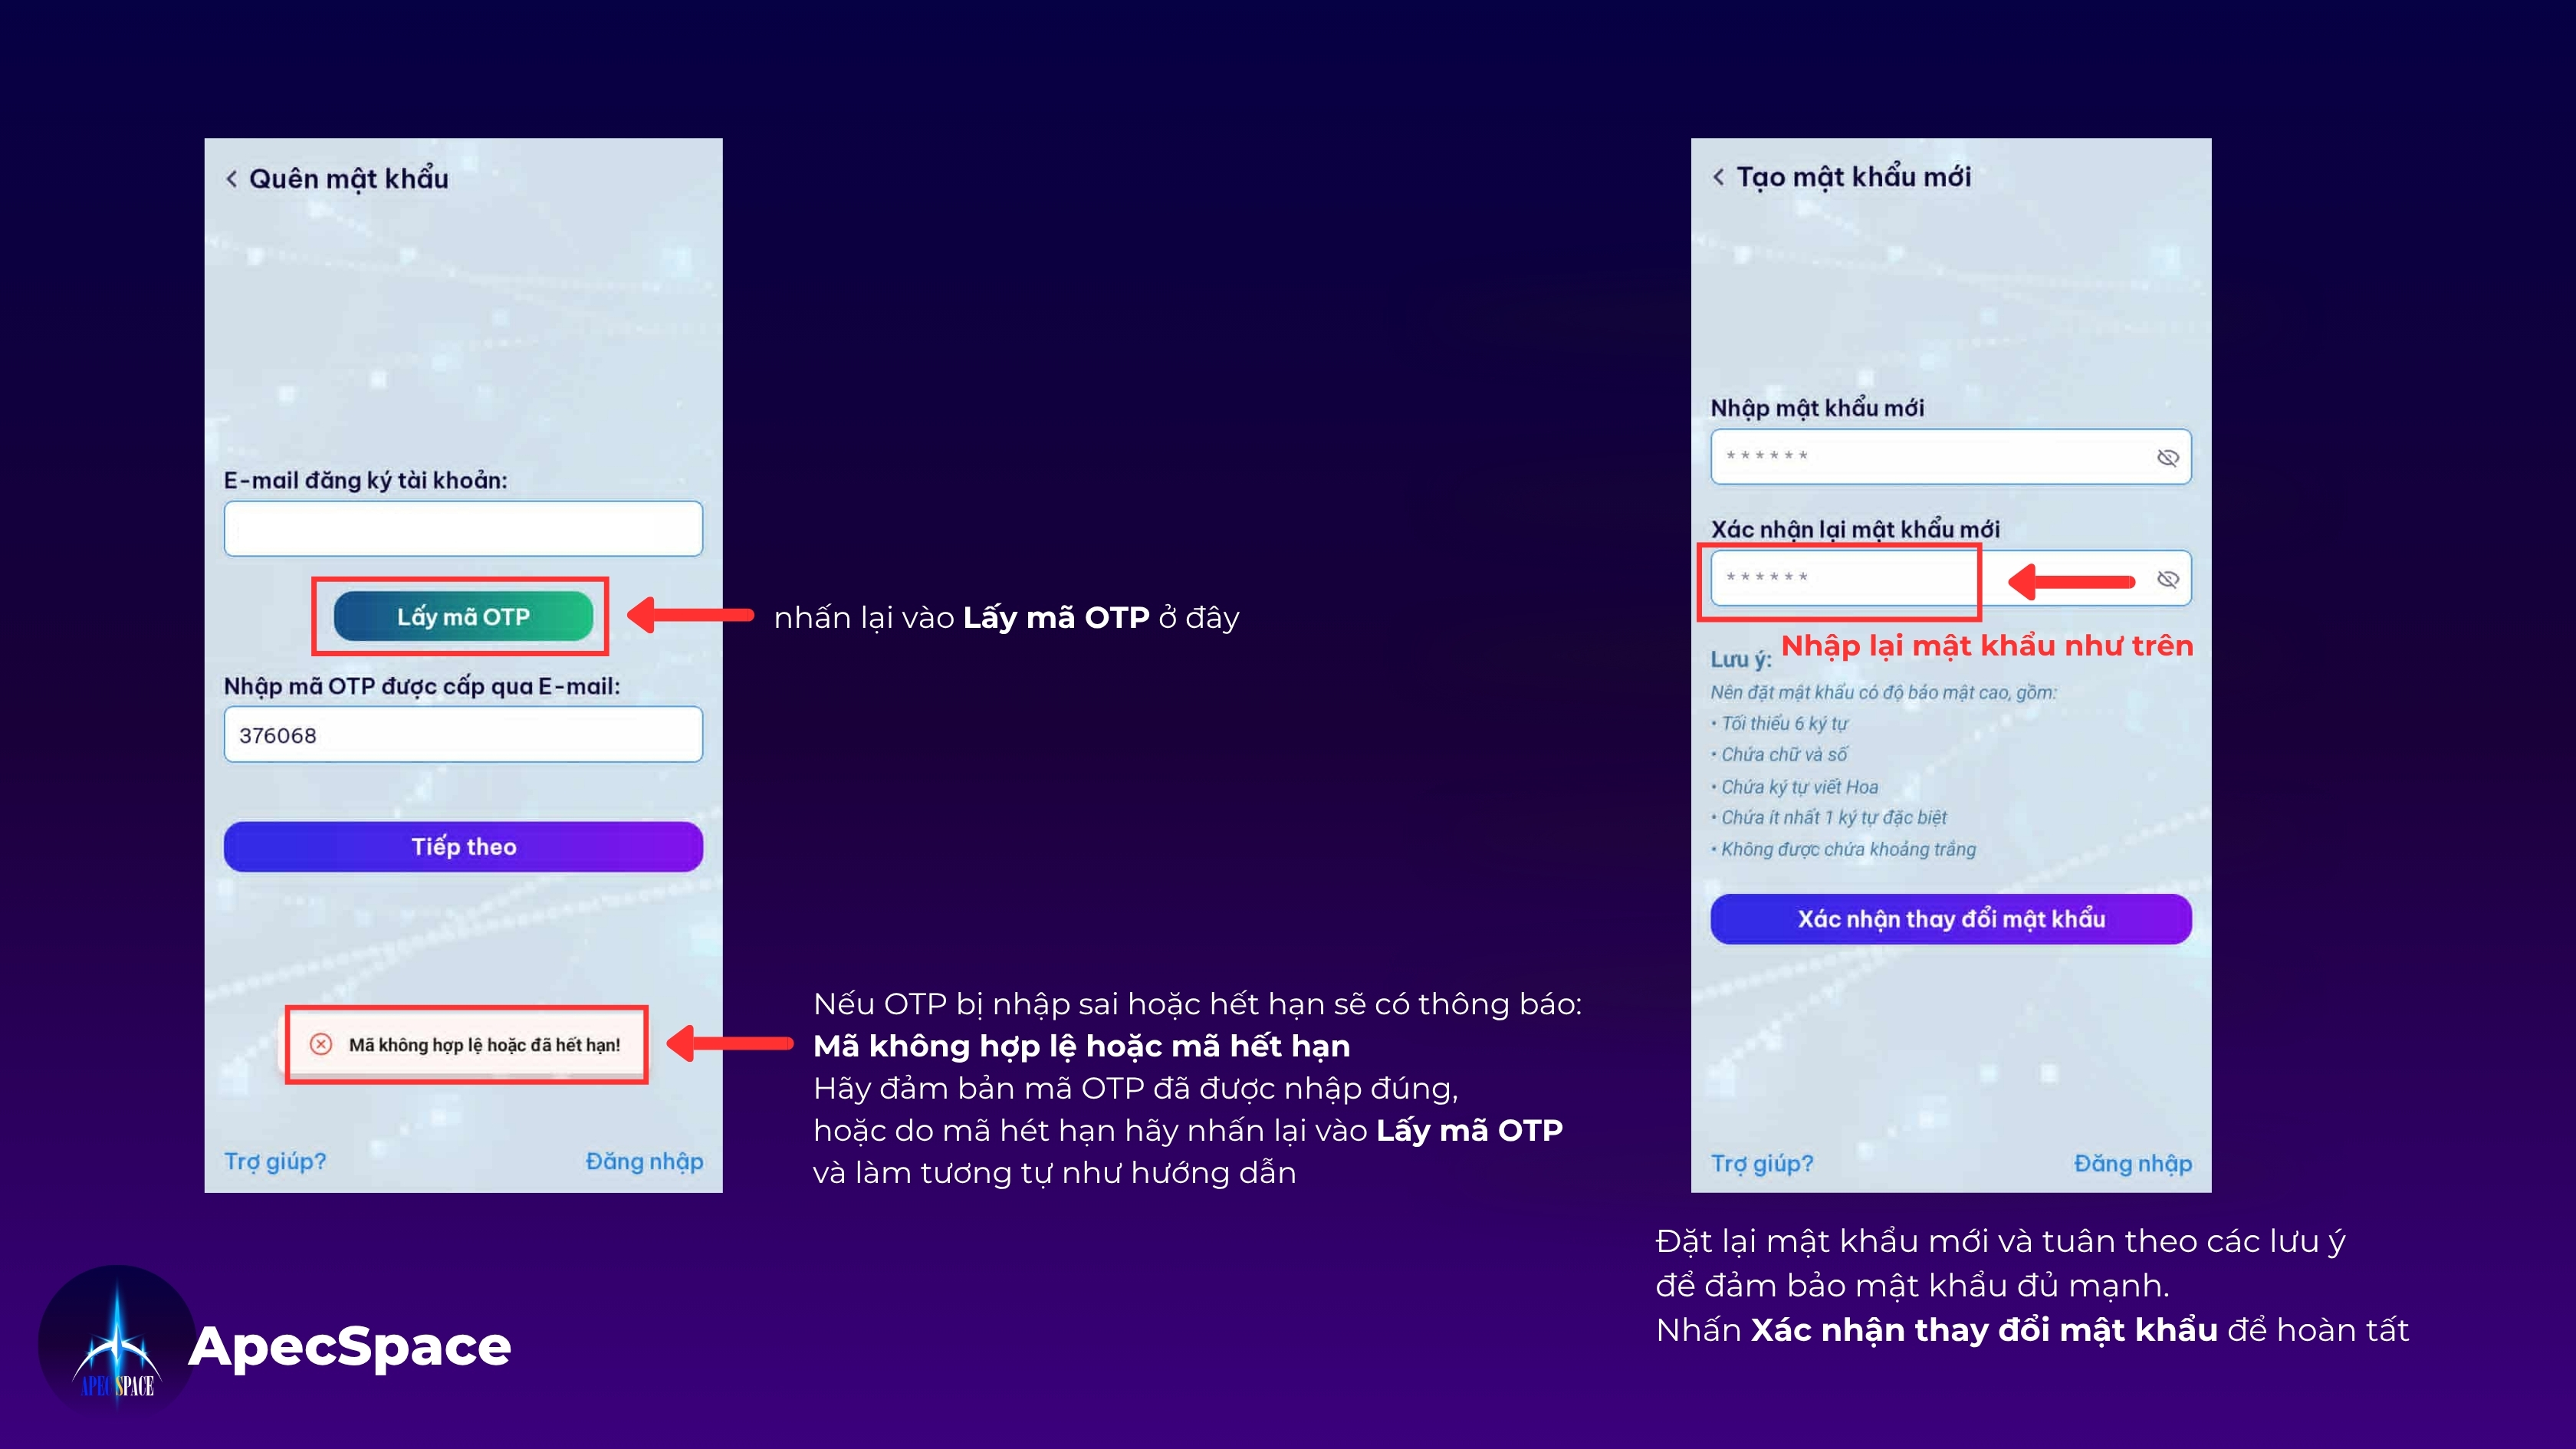 Quên mật khẩu
E-mail đăng ký tài khoản:
Lấy mã OTP
nhấn lại vào Lấy mã OTP ở đây
Nhập mã OTP được cấp qua E-mail:
376068
Tiếp theo
Mã không hợp lệ hoặc đã hết hạn!
Nếu OTP bị nhập sai hoặc hết hạn sẽ có thông báo:
Mã không hợp lệ hoặc mã hết hạn
Hãy đảm bản mã OTP đã được nhập đúng,
hoặc do mã hét hạn hãy nhấn lại vào Lấy mã OTP
và làm tương tự như hướng dẫn
Trợ giúp?
Đăng nhập
Tạo mật khẩu mới
Nhập mật khẩu mới
******
Xác nhận lại mật khẩu mới
******
Nhập lại mật khẩu như trên
Lưu ý:
Nên đặt mật khẩu có độ bảo mật cao, gồm:
• Tối thiểu 6 ký tự
• Chứa chữ và số
• Chứa ký tự viết Hoa
• Chứa ít nhất 1 ký tự đặc biệt
• Không được chứa khoảng trắng
Xác nhận thay đổi mật khẩu
Trợ giúp?
Đăng nhập
Đặt lại mật khẩu mới và tuân theo các lưu ý
để đảm bảo mật khẩu đủ mạnh.
Nhấn Xác nhận thay đổi mật khẩu để hoàn tất
APECSPACE
ApecSpace